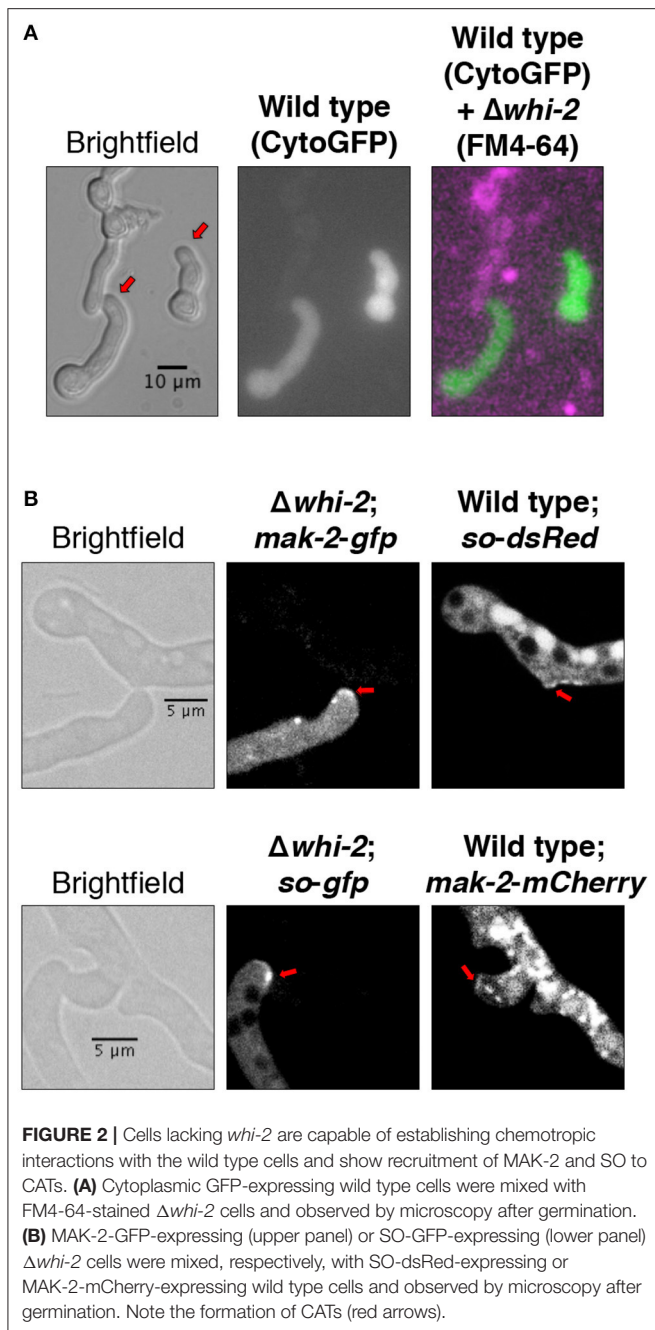 A
Brightfield
Wild type
(CytoGFP)
Wild type
(CytoGFP)
+ Δwhi-2
(FM4-64)
10 μm
B
Brightfield
Δwhi-2;
mak-2-gfp
Wild type;
so-dsRed
5 μm
Brightfield
Δwhi-2;
so-gfp
Wild type;
mak-2-mCherry
5 μm
FIGURE 2 | Cells lacking whi-2 are capable of establishing chemotropic
interactions with the wild type cells and show recruitment of MAK-2 and SO to
CATs. (A) Cytoplasmic GFP-expressing wild type cells were mixed with
FM4-64-stained Δwhi-2 cells and observed by microscopy after germination.
(B) MAK-2-GFP-expressing (upper panel) or SO-GFP-expressing (lower panel)
Δwhi-2 cells were mixed, respectively, with SO-dsRed-expressing or
MAK-2-mCherry-expressing wild type cells and observed by microscopy after
germination. Note the formation of CATs (red arrows).